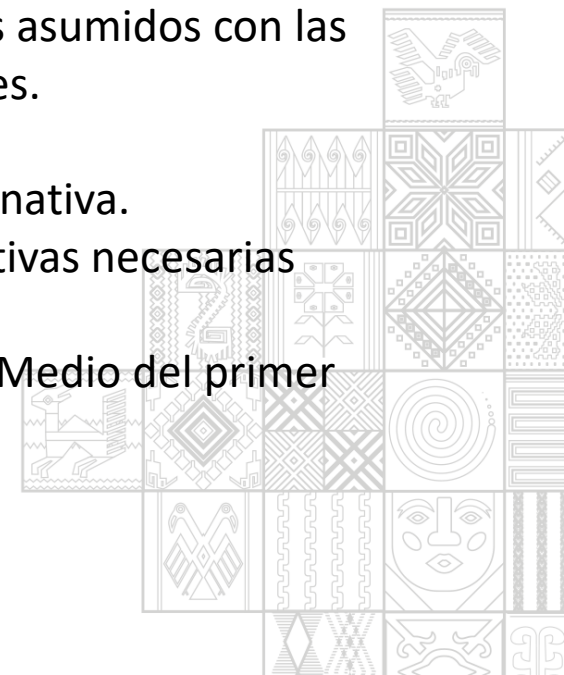 s asumidos con las
es.
nativa.
tivas necesarias
Medio del primer